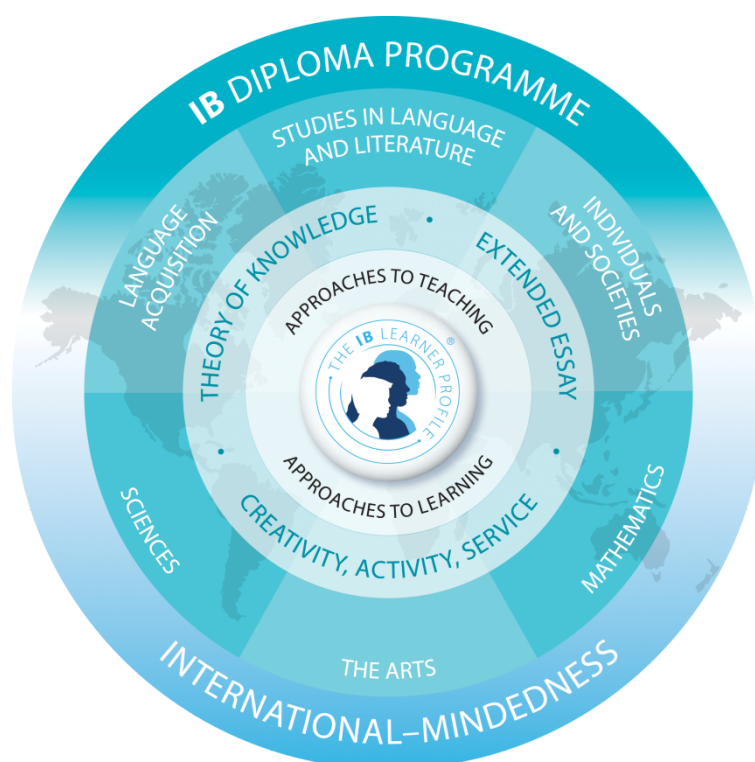 IB DIPLOMA PROGRAMME
STUDIES IN LANGUAGE
AND LITERATURE
LANGUAGE
ACQUISITION
INDIVIDUALS
AND SOCIETIES
THEORY OF KNOWLEDGE
•
EXTENDED ESSAY
APPROACHES TO TEACHING
• THE IB LEARNER PROFILE •
®
APPROACHES TO LEARNING
•
CREATIVITY, ACTIVITY, SERVICE
•
SCIENCES
MATHEMATICS
THE ARTS
INTERNATIONAL–MINDEDNESS